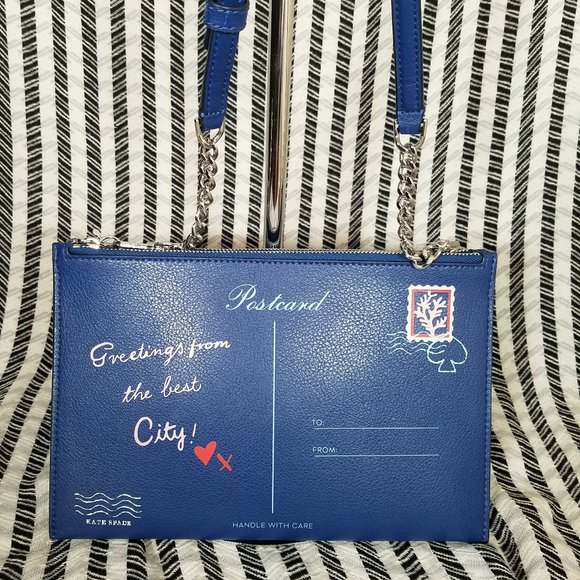 Postcard
Greetings from
the best
City!
TO:
FROM:
KATE SPADE
HANDLE WITH CARE